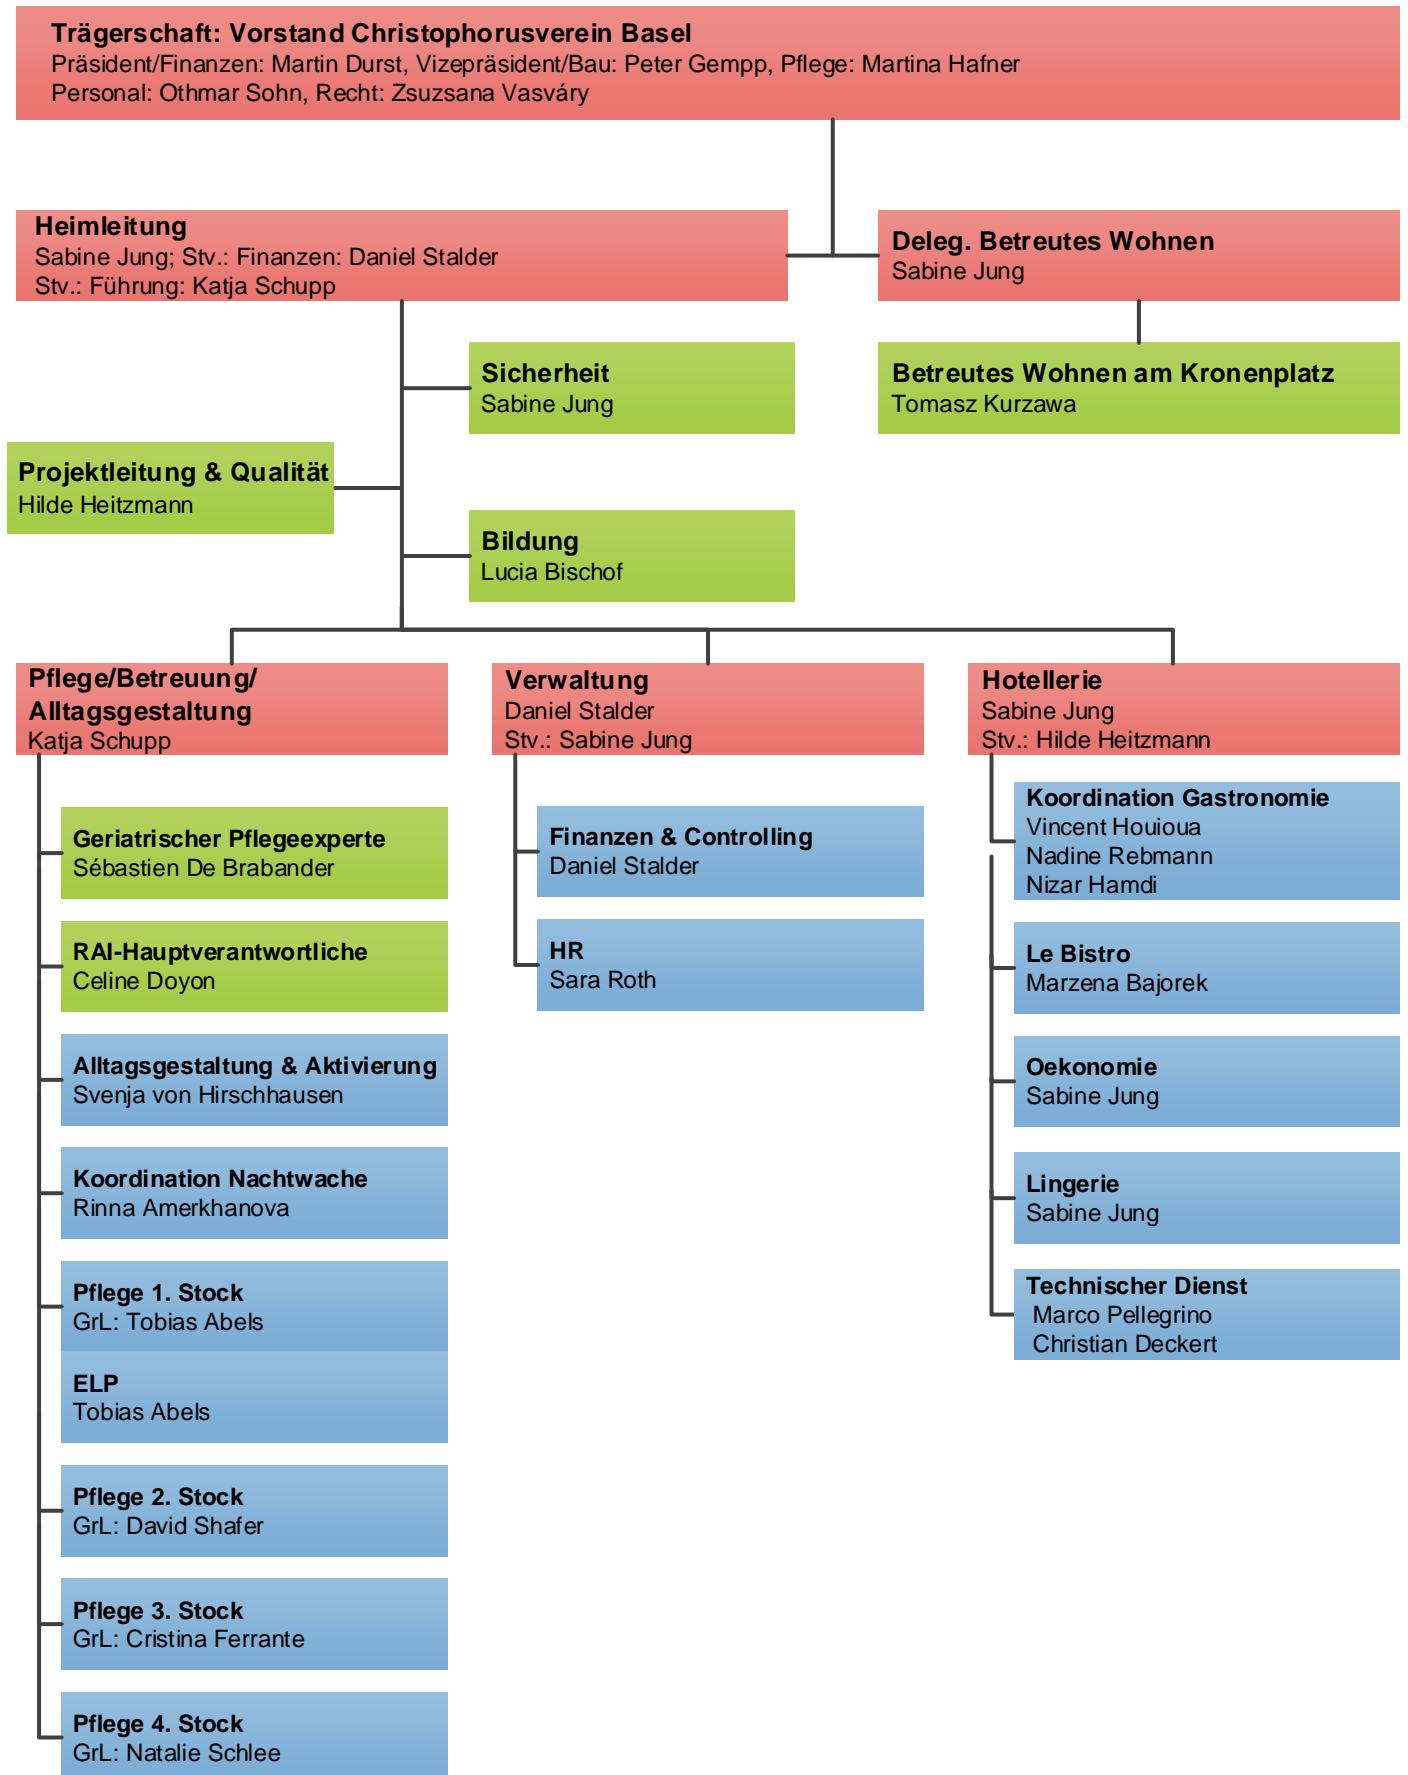 Trägerschaft: Vorstand Christophorusverein Basel
Präsident/Finanzen: Martin Durst, Vizepräsident/Bau: Peter Gempp, Pflege: Martina Hafner
Personal: Othmar Sohn, Recht: Zsuzsana Vasváry
Heimleitung
Sabine Jung; Stv.: Finanzen: Daniel Stalder
Stv.: Führung: Katja Schupp
Deleg. Betreutes Wohnen
Sabine Jung
Sicherheit
Sabine Jung
Betreutes Wohnen am Kronenplatz
Tomasz Kurzawa
Projektleitung & Qualität
Hilde Heitzmann
Bildung
Lucia Bischof
Pflege/Betreuung/
Alltagsgestaltung
Katja Schupp
Geriatrischer Pflegeexperte
Sébastien De Brabander
RAI-Hauptverantwortliche
Celine Doyon
Alltagsgestaltung & Aktivierung
Svenja von Hirschhausen
Koordination Nachtwache
Rinna Amerkhanova
Pflege 1. Stock
GrL: Tobias Abels
ELP
Tobias Abels
Pflege 2. Stock
GrL: David Shafer
Pflege 3. Stock
GrL: Cristina Ferrante
Pflege 4. Stock
GrL: Natalie Schlee
Verwaltung
Daniel Stalder
Stv.: Sabine Jung
Finanzen & Controlling
Daniel Stalder
HR
Sara Roth
Hotellerie
Sabine Jung
Stv.: Hilde Heitzmann
Koordination Gastronomie
Vincent Houioua
Nadine Rebmann
Nizar Hamdi
Le Bistro
Marzena Bajorek
Oekonomie
Sabine Jung
Lingerie
Sabine Jung
Technischer Dienst
Marco Pellegrino
Christian Deckert